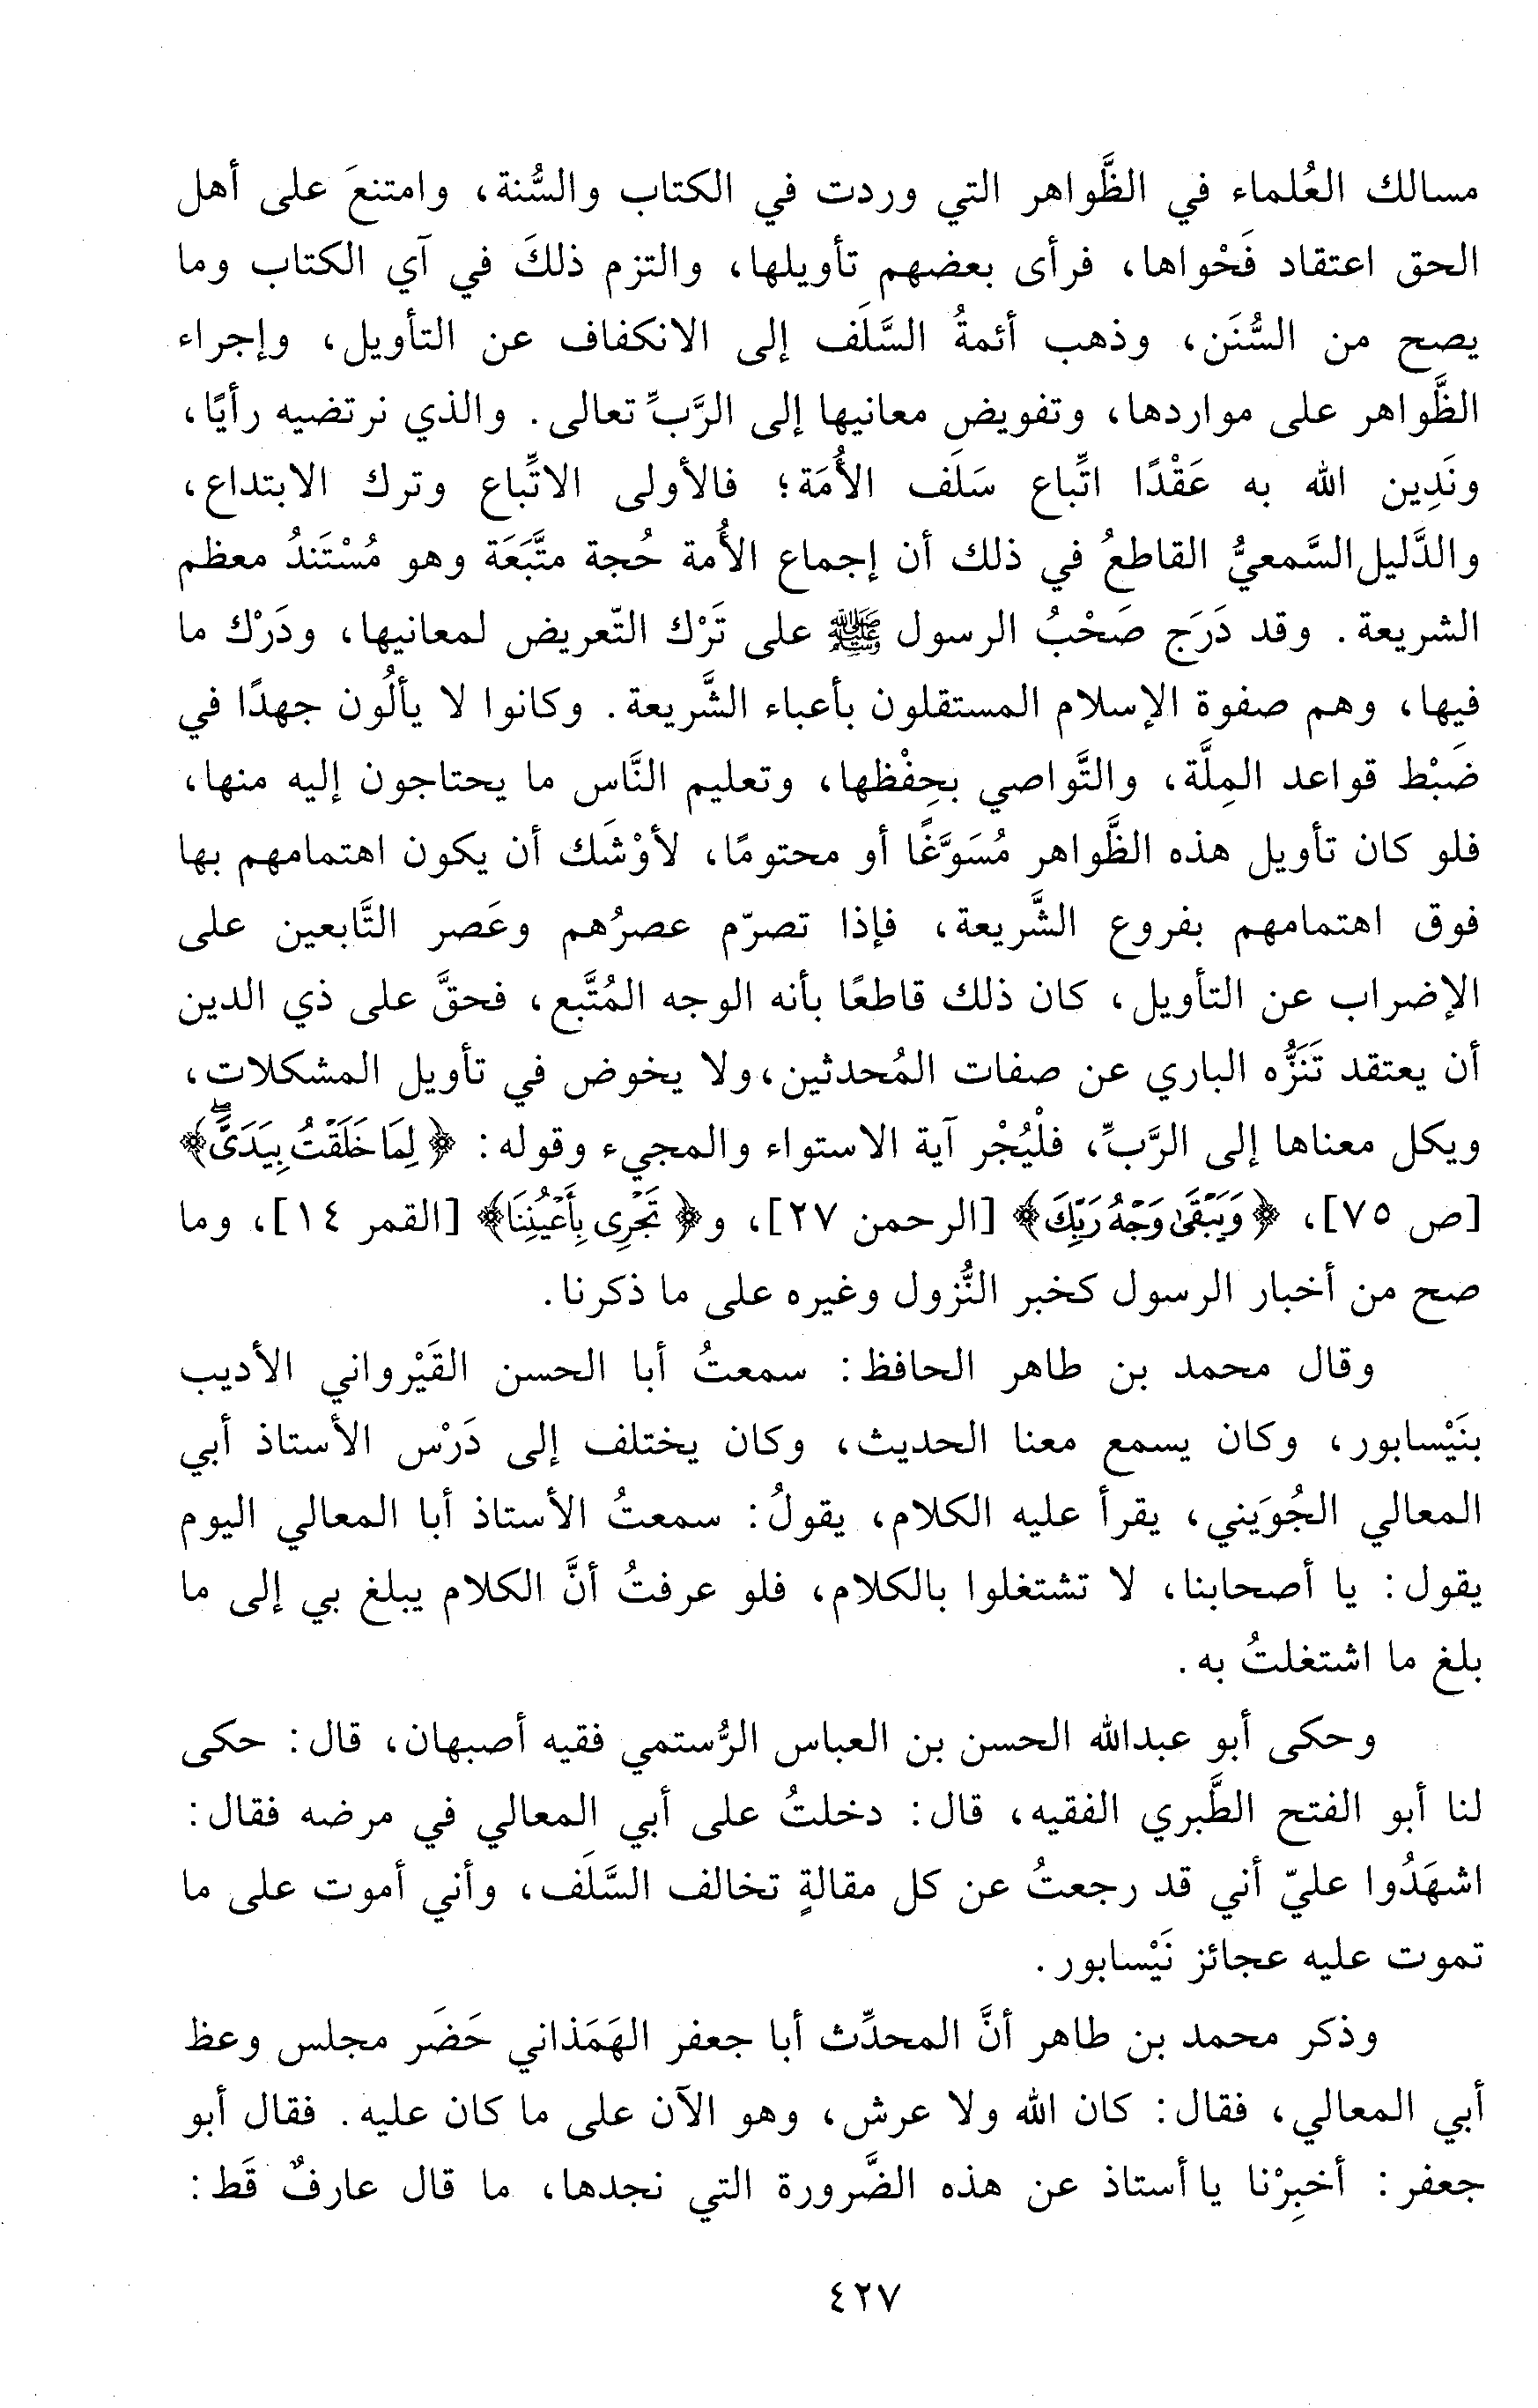 مسالك العُلماء في الظَّواهر التي وردت في الكتاب والسُّنة، وامتنعَ على أهل
الحق اعتقاد فَحْواها، فرأى بعضهم تأويلها، والتزم ذلكَ في آي الكتاب وما
يصح من السُّنَن، وذهب أئمةُ السَّلَف إلى الانكفاف عن التأويل، وإجراء
الظَّواهر على مواردها، وتفويض معانيها إلى الرَّبِّ تعالى. والذي نرتضيه رأيًا،
ونَدِين الله به عَقْدًا اتِّباع سَلَف الأُمَة؛ فالأولى الاتِّباع وترك الابتداع،
والدَّليل السَّمعيُّ القاطعُ في ذلك أن إجماع الأُمة حُجة متَّبَعَة وهو مُسْتَندُ معظم
الشريعة. وقد دَرَج صَحْبُ الرسول ﷺ على تَرْك التّعريض لمعانيها، ودَرْك ما
فيها، وهم صفوة الإسلام المستقلون بأعباء الشَّريعة. وكانوا لا يألُون جهدًا في
ضَبْط قواعد المِلَّة، والتَّواصي بحِفْظها، وتعليم النَّاس ما يحتاجون إليه منها،
فلو كان تأويل هذه الظَّواهر مُسَوَّغًا أو محتومًا، لأوْشَك أن يكون اهتمامهم بها
فوق اهتمامهم بفروع الشَّريعة، فإذا تصرّم عصرُهم وعَصر التَّابعين على
الإضراب عن التأويل، كان ذلك قاطعًا بأنه الوجه المُتَّبع، فحقَّ على ذي الدين
أن يعتقد تَنَزُّه الباري عن صفات المُحدثين، ولا يخوض في تأويل المشكلات،
ويكل معناها إلى الرَّبِّ، فلْيُجْر آية الاستواء والمجيء وقوله: ﴿لِمَا خَلَقْتُ بِيَدَيَّۖ﴾
[ص ٧٥]، ﴿وَيَبْقَىٰ وَجْهُ رَبِّكَ﴾ [الرحمن ٢٧]، و﴿تَجْرِي بِأَعْيُنِنَا﴾ [القمر ١٤]، وما
صح من أخبار الرسول كخبر النُّزول وغيره على ما ذكرنا.
وقال محمد بن طاهر الحافظ: سمعتُ أبا الحسن القَيْرواني الأديب
بنَيْسابور، وكان يسمع معنا الحديث، وكان يختلف إلى دَرْس الأستاذ أبي
المعالي الجُوَيني، يقرأ عليه الكلام، يقولُ: سمعتُ الأستاذ أبا المعالي اليوم
يقول: يا أصحابنا، لا تشتغلوا بالكلام، فلو عرفتُ أنَّ الكلام يبلغ بي إلى ما
بلغ ما اشتغلتُ به.
وحكى أبو عبدالله الحسن بن العباس الرُّستمي فقيه أصبهان، قال: حكى
لنا أبو الفتح الطَّبري الفقيه، قال: دخلتُ على أبي المعالي في مرضه فقال:
اشهَدُوا عليّ أني قد رجعتُ عن كل مقالةٍ تخالف السَّلَف، وأني أموت على ما
تموت عليه عجائز نَيْسابور.
وذكر محمد بن طاهر أنَّ المحدِّث أبا جعفر الهَمَذاني حَضَر مجلس وعظ
أبي المعالي، فقال: كان الله ولا عرش، وهو الآن على ما كان عليه. فقال أبو
جعفر: أخبِرْنا يا أستاذ عن هذه الضَّرورة التي نجدها، ما قال عارفٌ قَط:
٤٢٧